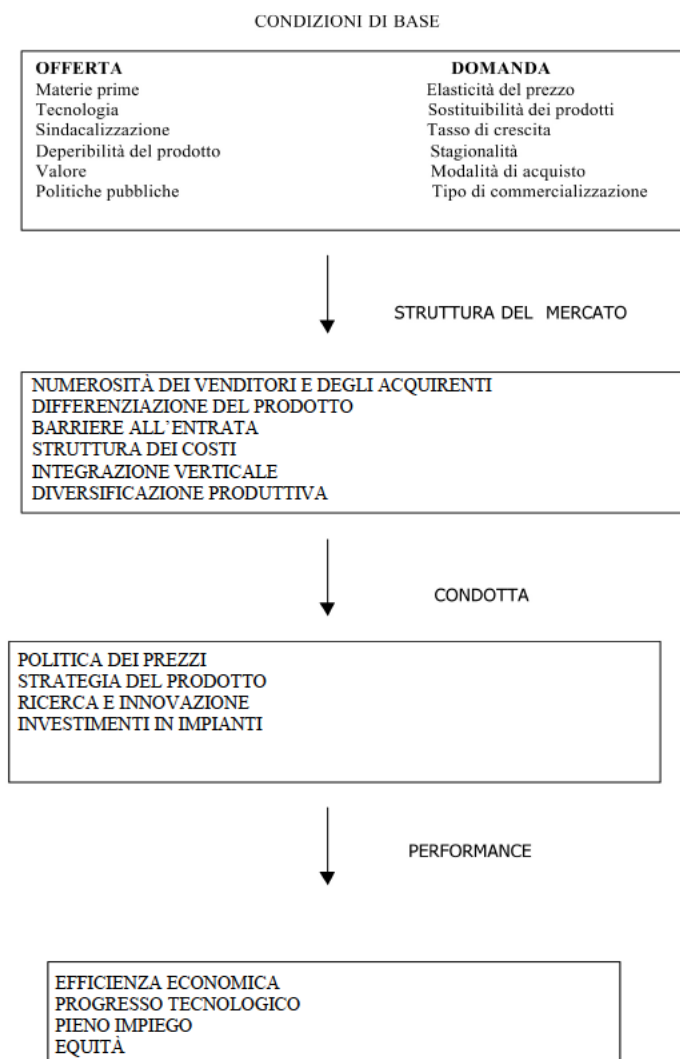 CONDIZIONI DI BASE
OFFERTA
Materie prime
Tecnologia
Sindacalizzazione
Deperibilità del prodotto
Valore
Politiche pubbliche
DOMANDA
Elasticità del prezzo
Sostituibilità dei prodotti
Tasso di crescita
Stagionalità
Modalità di acquisto
Tipo di commercializzazione
STRUTTURA DEL MERCATO
NUMEROSITÀ DEI VENDITORI E DEGLI ACQUIRENTI
DIFFERENZIAZIONE DEL PRODOTTO
BARRIERE ALL'ENTRATA
STRUTTURA DEI COSTI
INTEGRAZIONE VERTICALE
DIVERSIFICAZIONE PRODUTTIVA
CONDOTTA
POLITICA DEI PREZZI
STRATEGIA DEL PRODOTTO
RICERCA E INNOVAZIONE
INVESTIMENTI IN IMPIANTI
PERFORMANCE
EFFICIENZA ECONOMICA
PROGRESSO TECNOLOGICO
PIENO IMPIEGO
EQUITÀ